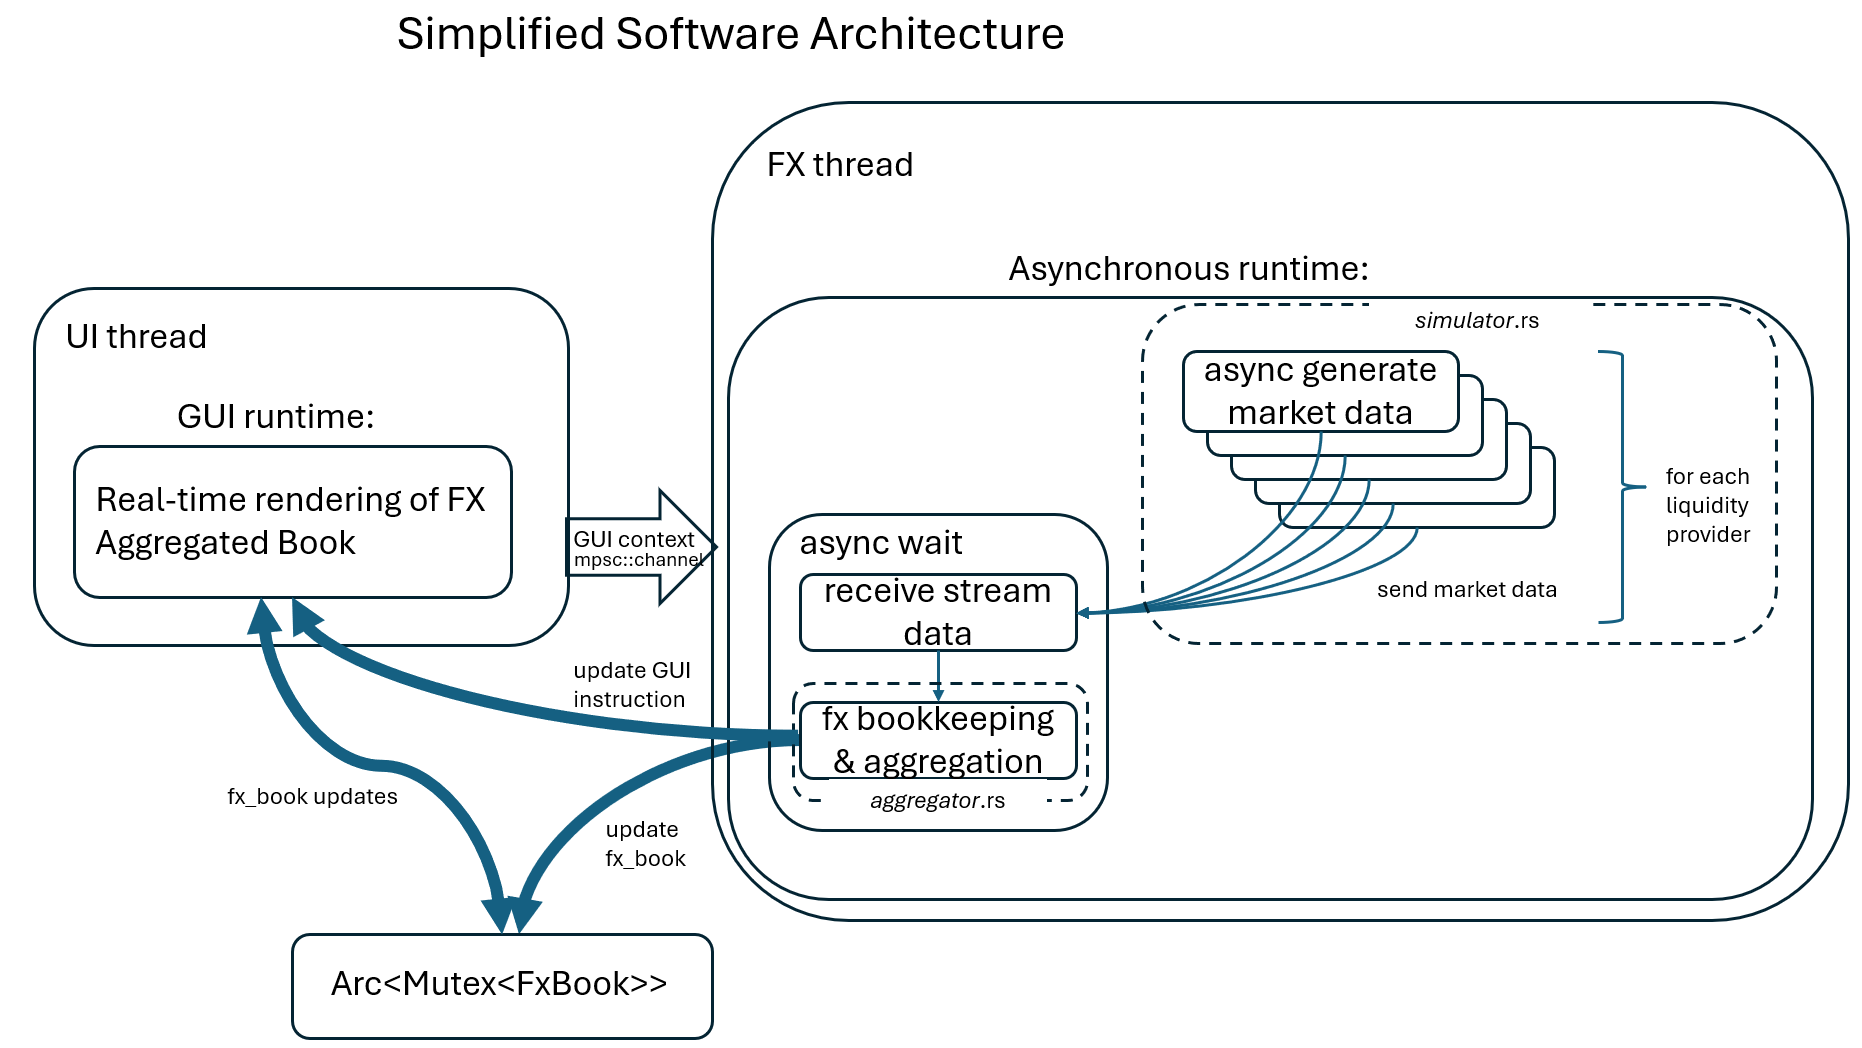 Simplified Software Architecture
FX thread
Asynchronous runtime:
simulator.rs
async generate
market data
for each
liquidity
provider
send market data
UI thread
GUI runtime:
Real-time rendering of FX
Aggregated Book
GUI context
mpsc::channel
async wait
receive stream
data
fx bookkeeping
& aggregation
aggregator.rs
update GUI
instruction
fx_book updates
update
fx_book
Arc<Mutex<FxBook>>